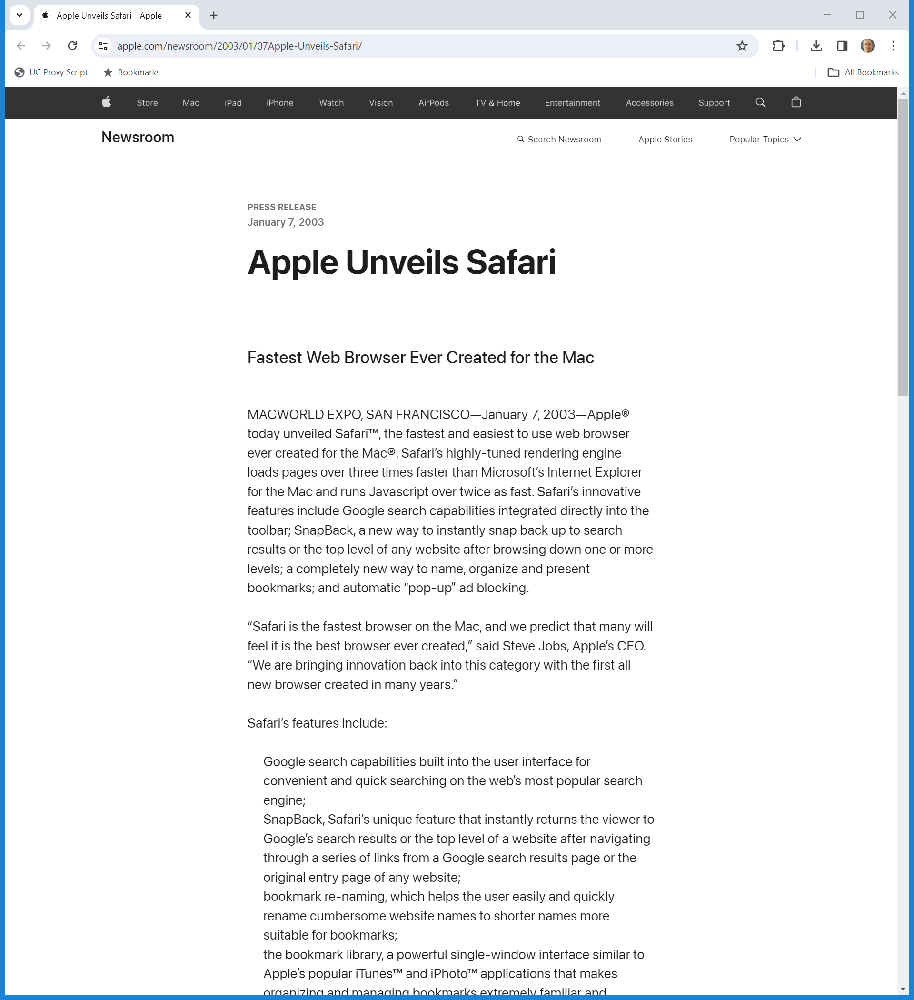 Apple Unveils Safari - Apple
apple.com/newsroom/2003/01/07Apple-Unveils-Safari/
UC Proxy Script Bookmarks All Bookmarks
Store Mac iPad iPhone Watch Vision AirPods TV & Home Entertainment Accessories Support
Newsroom Search Newsroom Apple Stories Popular Topics
PRESS RELEASE
January 7, 2003
Apple Unveils Safari
Fastest Web Browser Ever Created for the Mac
MACWORLD EXPO, SAN FRANCISCO—January 7, 2003—Apple®
today unveiled Safari™, the fastest and easiest to use web browser
ever created for the Mac®. Safari’s highly-tuned rendering engine
loads pages over three times faster than Microsoft’s Internet Explorer
for the Mac and runs Javascript over twice as fast. Safari’s innovative
features include Google search capabilities integrated directly into the
toolbar; SnapBack, a new way to instantly snap back up to search
results or the top level of any website after browsing down one or more
levels; a completely new way to name, organize and present
bookmarks; and automatic “pop-up” ad blocking.
“Safari is the fastest browser on the Mac, and we predict that many will
feel it is the best browser ever created,” said Steve Jobs, Apple’s CEO.
“We are bringing innovation back into this category with the first all
new browser created in many years.”
Safari’s features include:
Google search capabilities built into the user interface for
convenient and quick searching on the web’s most popular search
engine;
SnapBack, Safari’s unique feature that instantly returns the viewer to
Google’s search results or the top level of a website after navigating
through a series of links from a Google search results page or the
original entry page of any website;
bookmark re-naming, which helps the user easily and quickly
rename cumbersome website names to shorter names more
suitable for bookmarks;
the bookmark library, a powerful single-window interface similar to
Apple’s popular iTunes™ and iPhoto™ applications that makes
organizing and managing bookmarks extremely familiar and